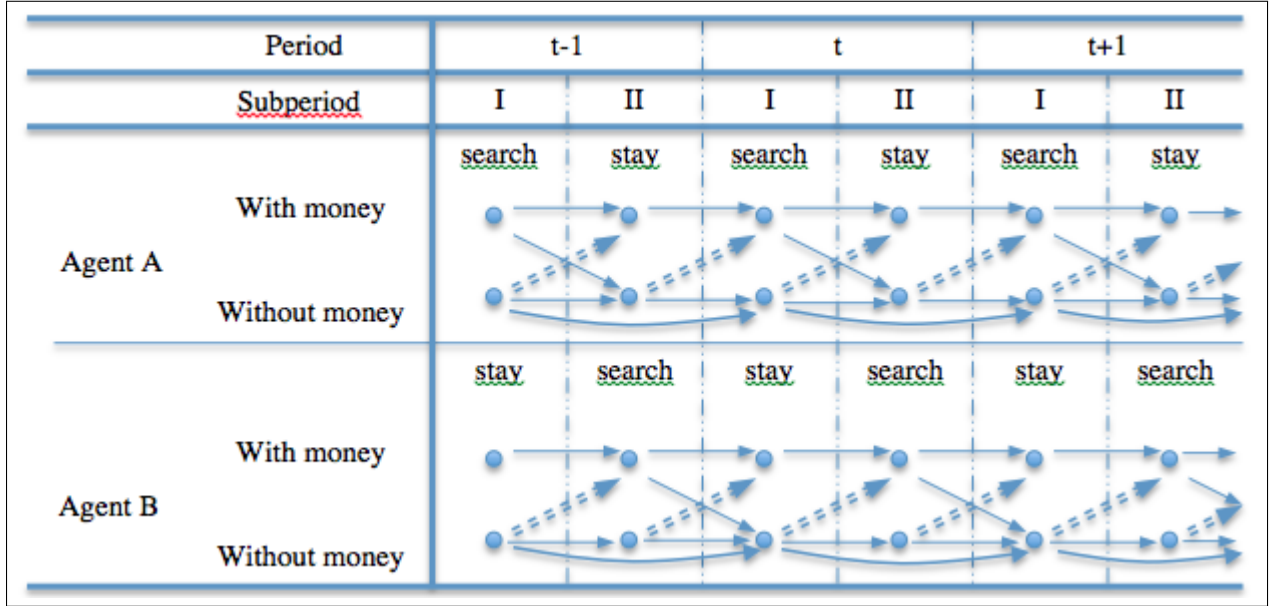 Period t-1 t t+1
Subperiod I II I II I II
search stay search stay search stay
With money
Agent A
Without money
stay search stay search stay search
With money
Agent B
Without money